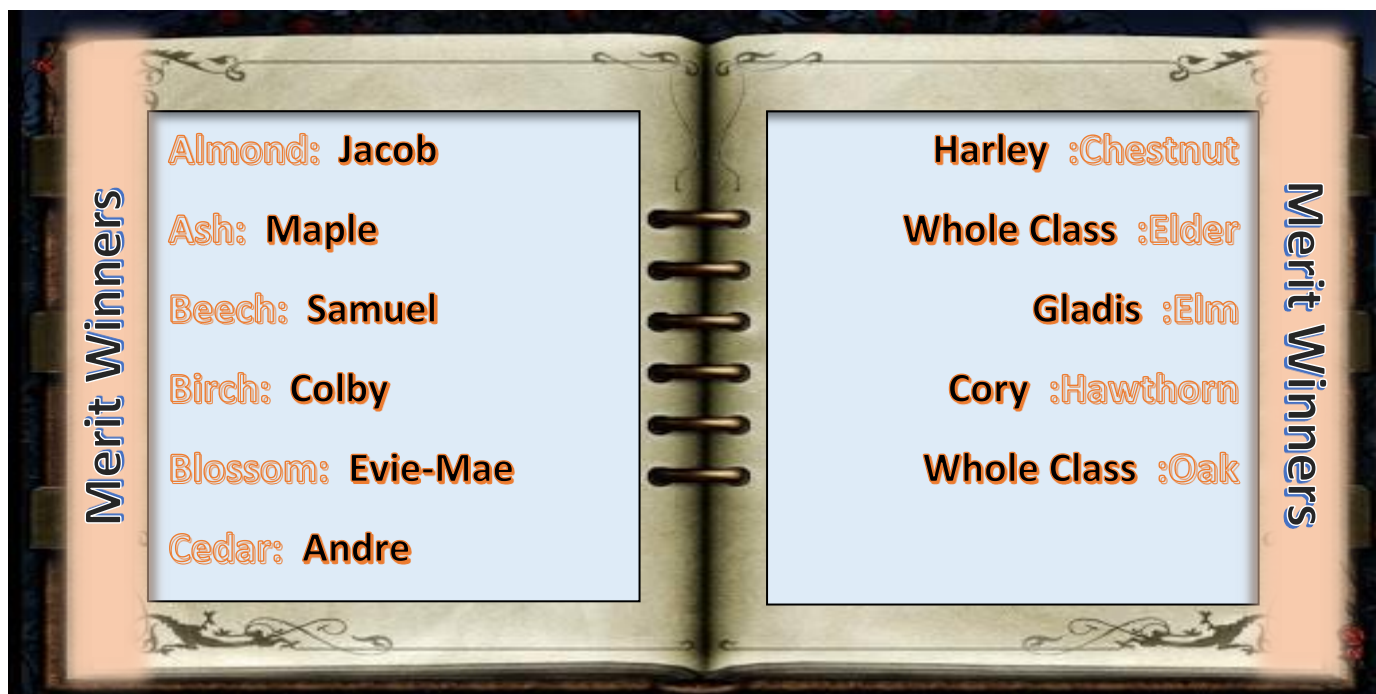 Merit Winners
Almond: Jacob
Ash: Maple
Beech: Samuel
Birch: Colby
Blossom: Evie-Mae
Cedar: Andre
Harley :Chestnut
Whole Class :Elder
Gladis :Elm
Cory :Hawthorn
Whole Class :Oak
Merit Winners